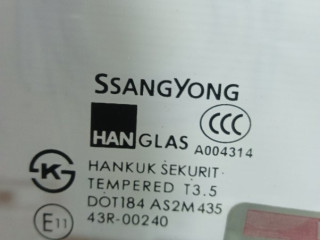 SSANGYONG
HANGLAS
CCC
A004314
K
S
HANKUK SEKURIT
TEMPERED T3.5
DOT184 AS2M435
E11
43R-00240